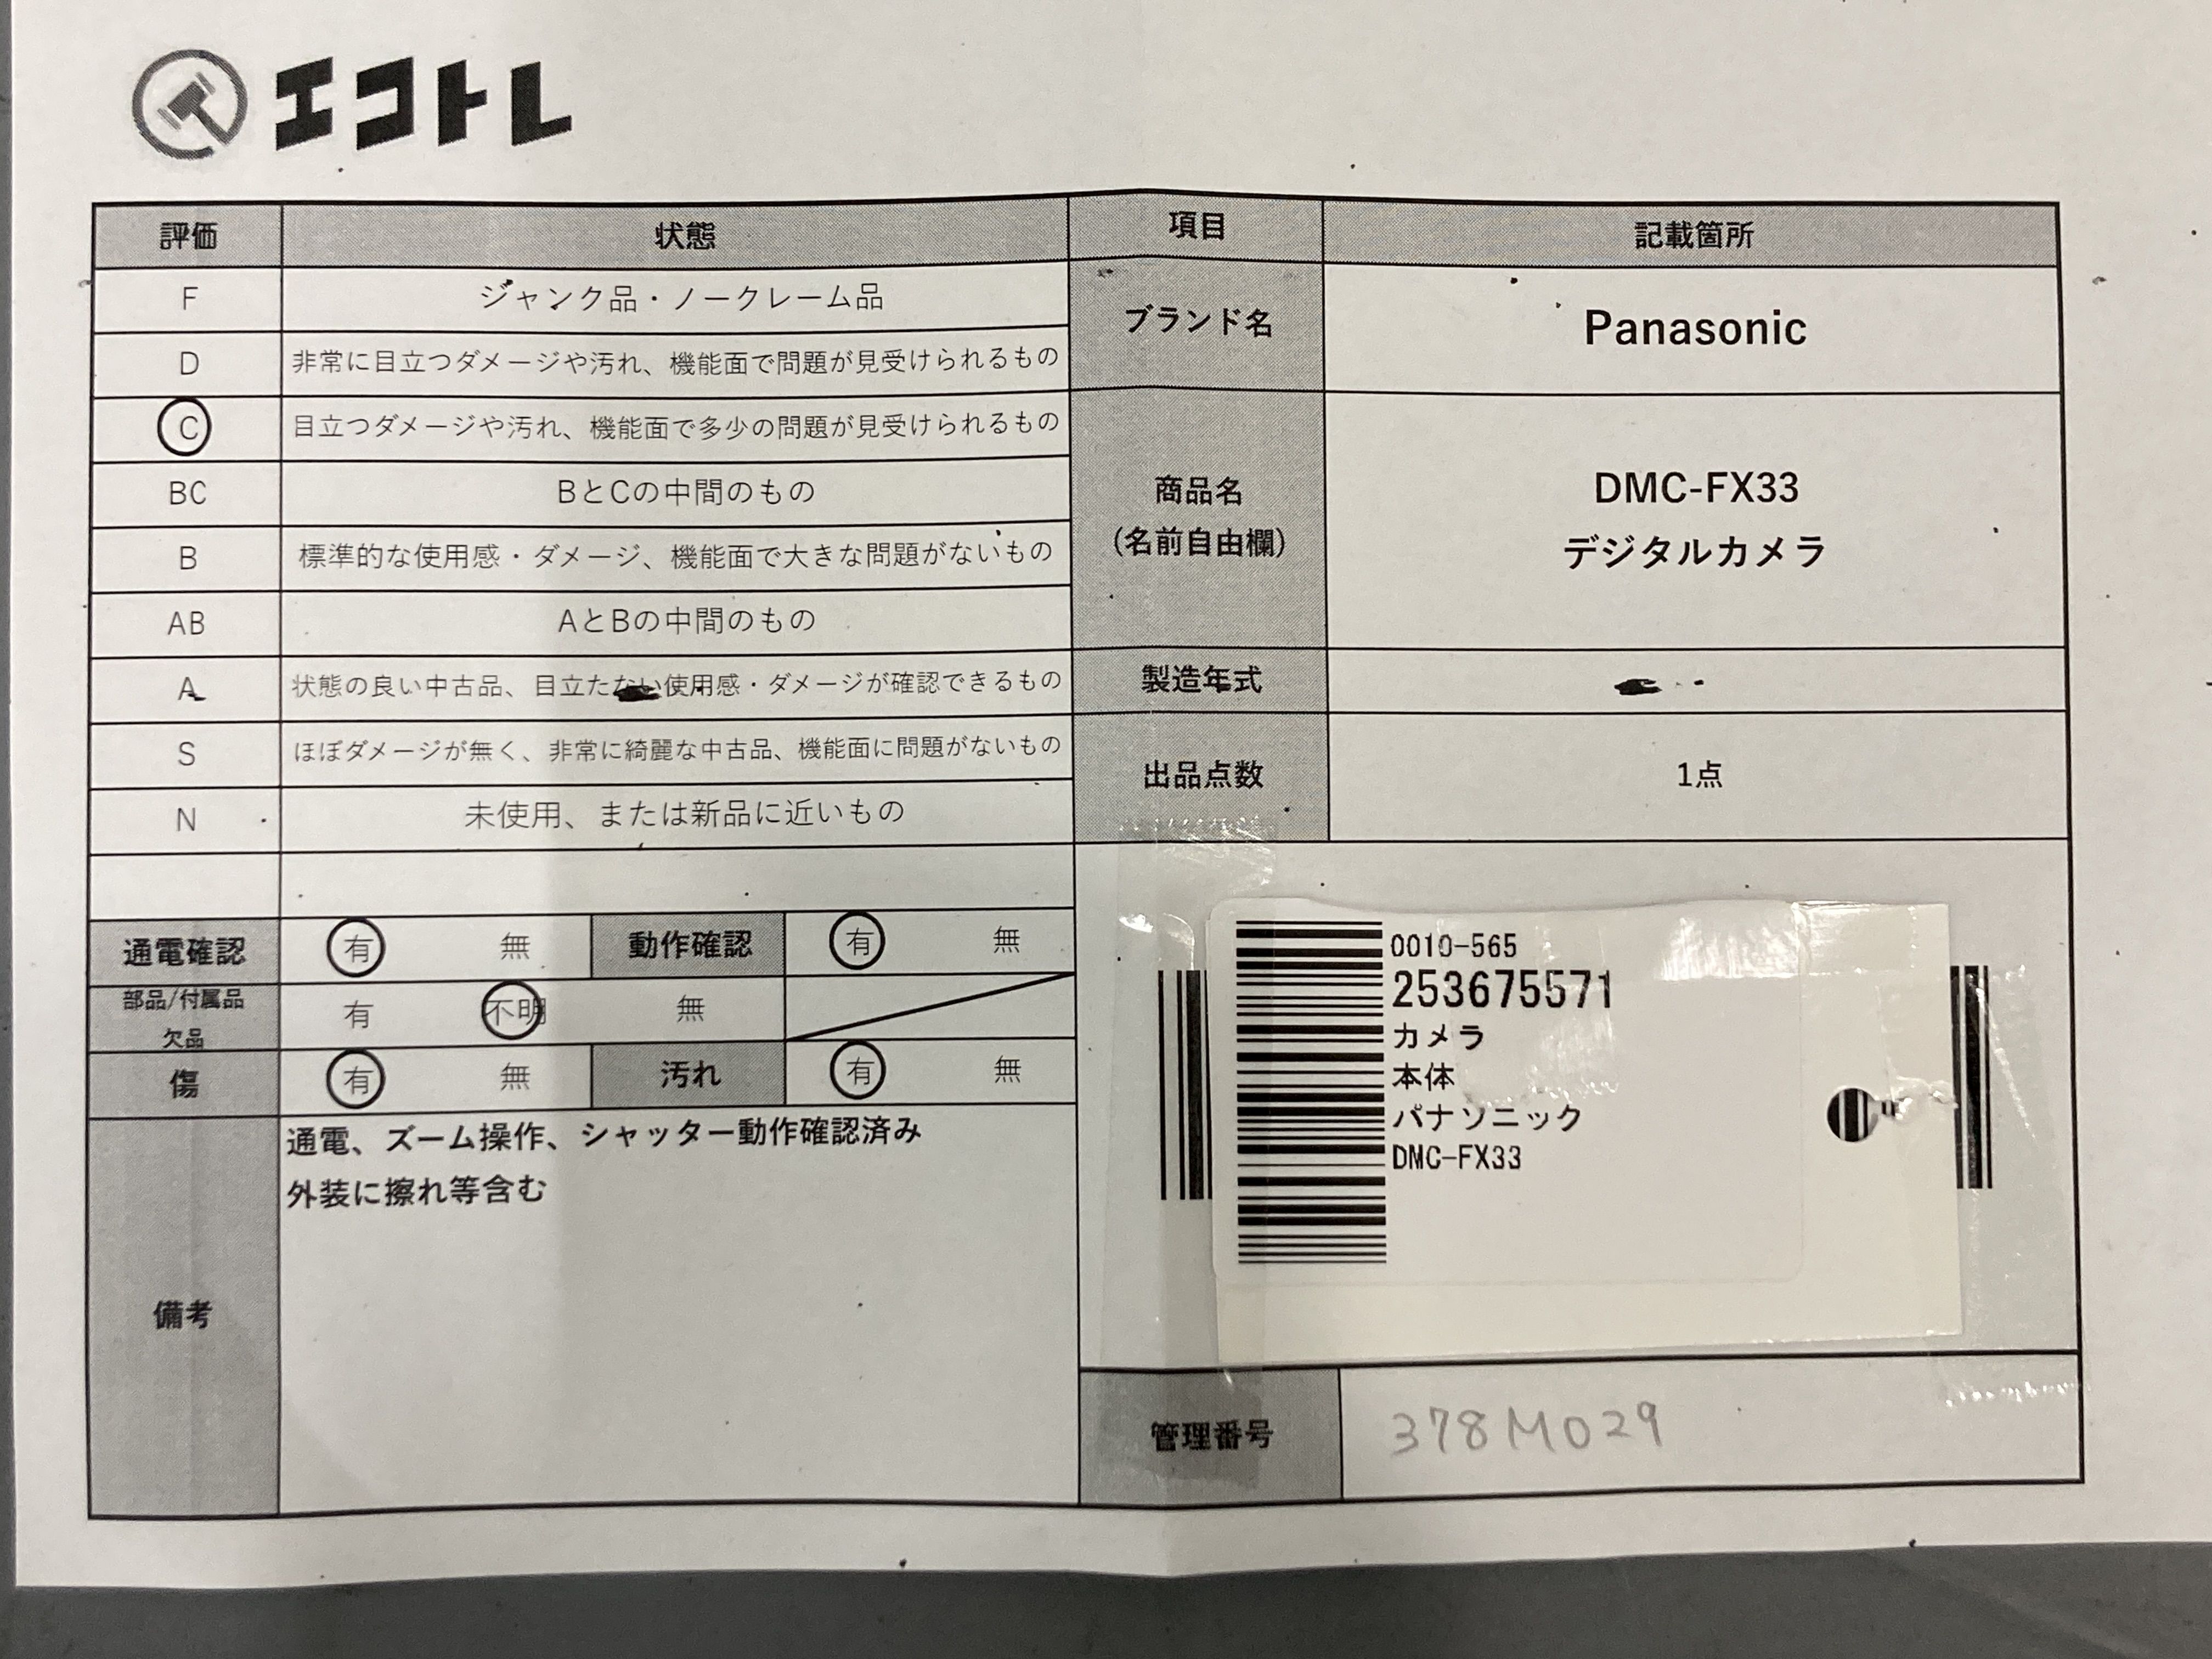 エコトレ
評価 状態 項目 記載箇所
F ジャンク品・ノークレーム品
D 非常に目立つダメージや汚れ、機能面で問題が見受けられるもの
ブランド名 Panasonic
C 目立つダメージや汚れ、機能面で多少の問題が見受けられるもの
BC BとCの中間のもの
B 標準的な使用感・ダメージ、機能面で大きな問題がないもの
AB AとBの中間のもの
商品名
(名前自由欄)
DMC-FX33
デジタルカメラ
A 状態の良い中古品、目立たない使用感・ダメージが確認できるもの
製造年式
S ほぼダメージが無く、非常に綺麗な中古品、機能面に問題がないもの
N 未使用、または新品に近いもの
出品点数 1点
通電確認 有 無 動作確認 有 無
部品/付属品
欠品
有 不明 無
傷 有 無 汚れ 有 無
備考
通電、ズーム操作、シャッター動作確認済み
外装に擦れ等含む
0010-565
253675571
カメラ
本体
パナソニック
DMC-FX33
管理番号 378M029